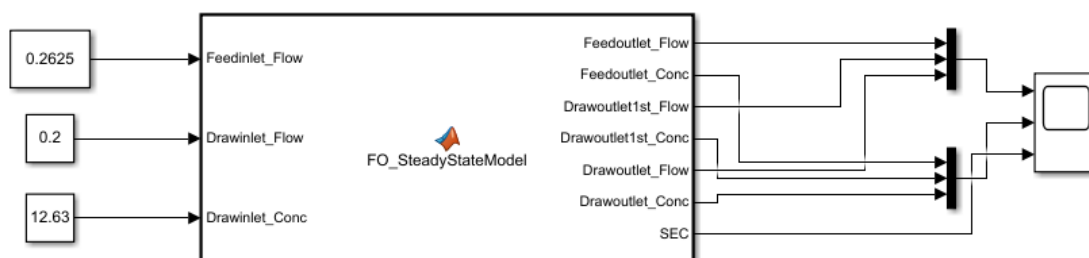 0.2625
0.2
12.63
Feedinlet_Flow
Drawinlet_Flow
Drawinlet_Conc
FO_SteadyStateModel
Feedoutlet_Flow
Feedoutlet_Conc
Drawoutlet1st_Flow
Drawoutlet1st_Conc
Drawoutlet_Flow
Drawoutlet_Conc
SEC